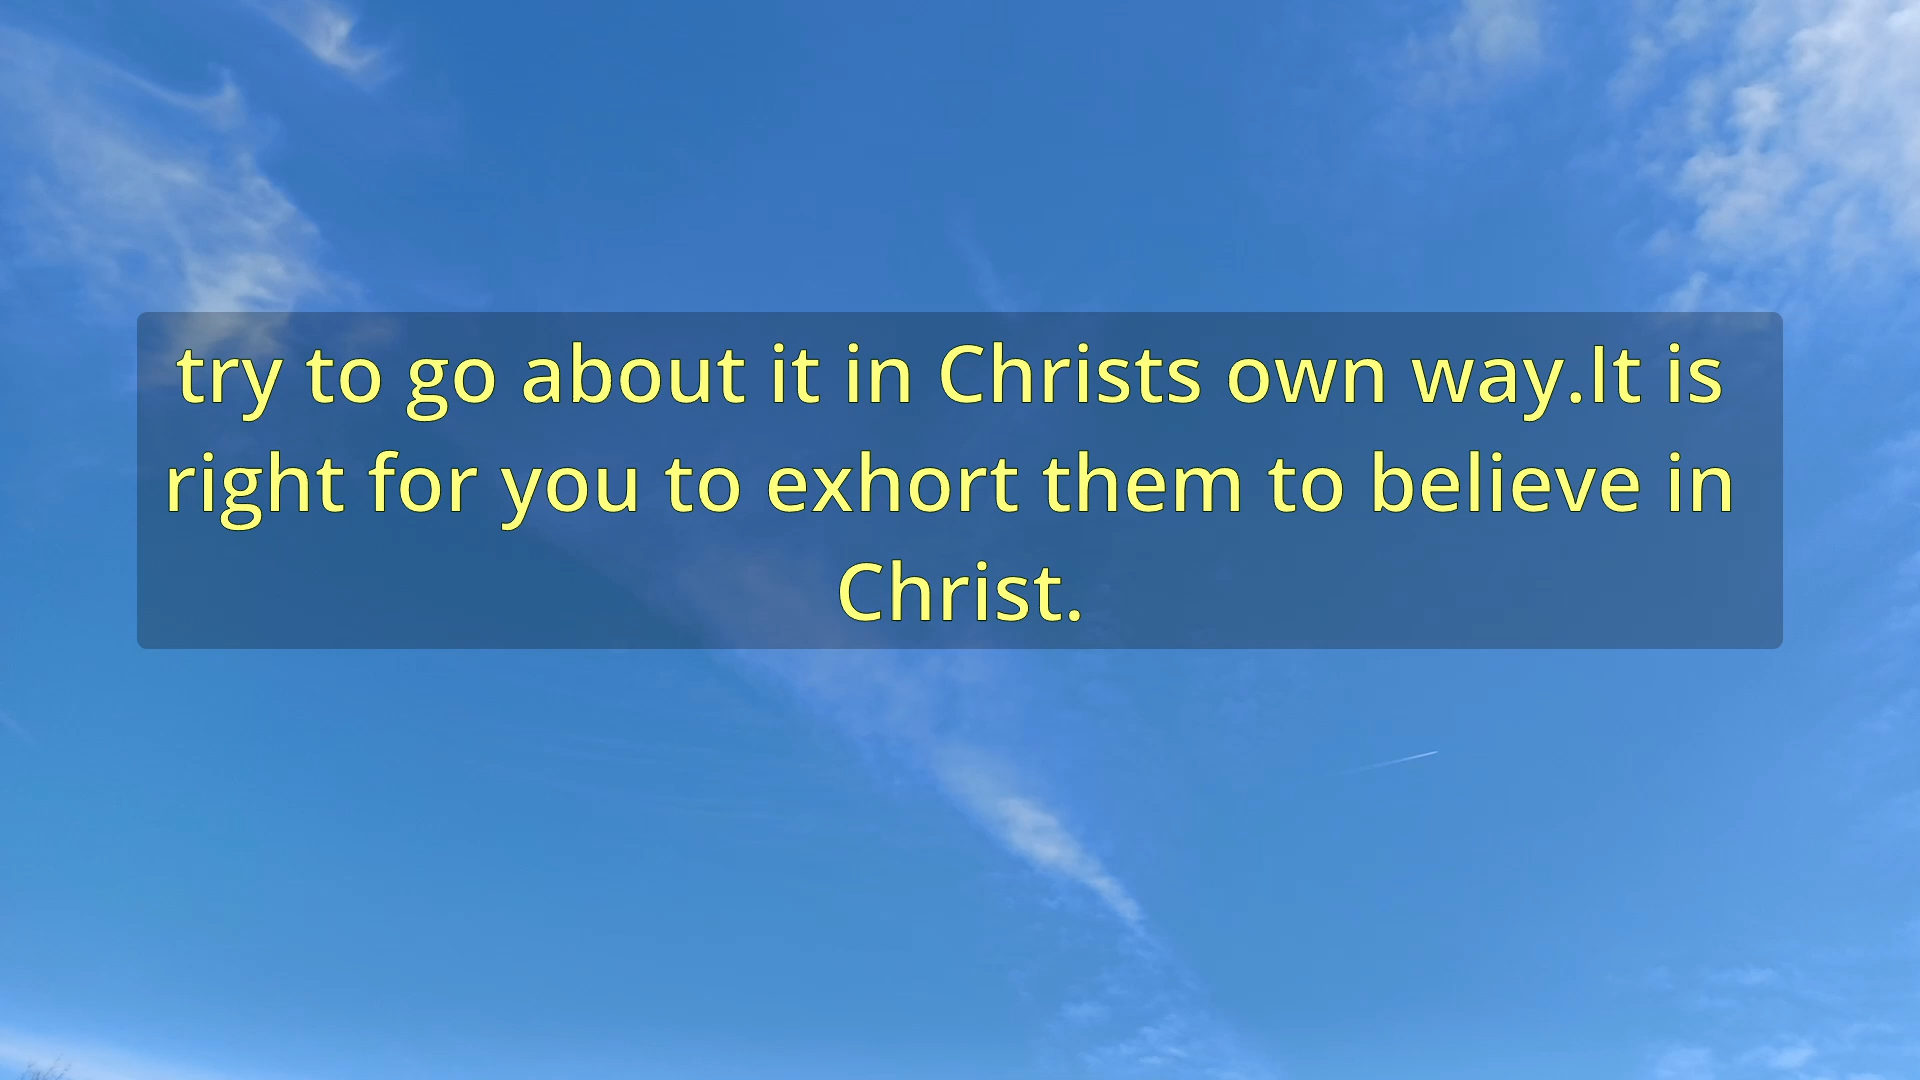 try to go about it in Christs own way.It is
right for you to exhort them to believe in
Christ.